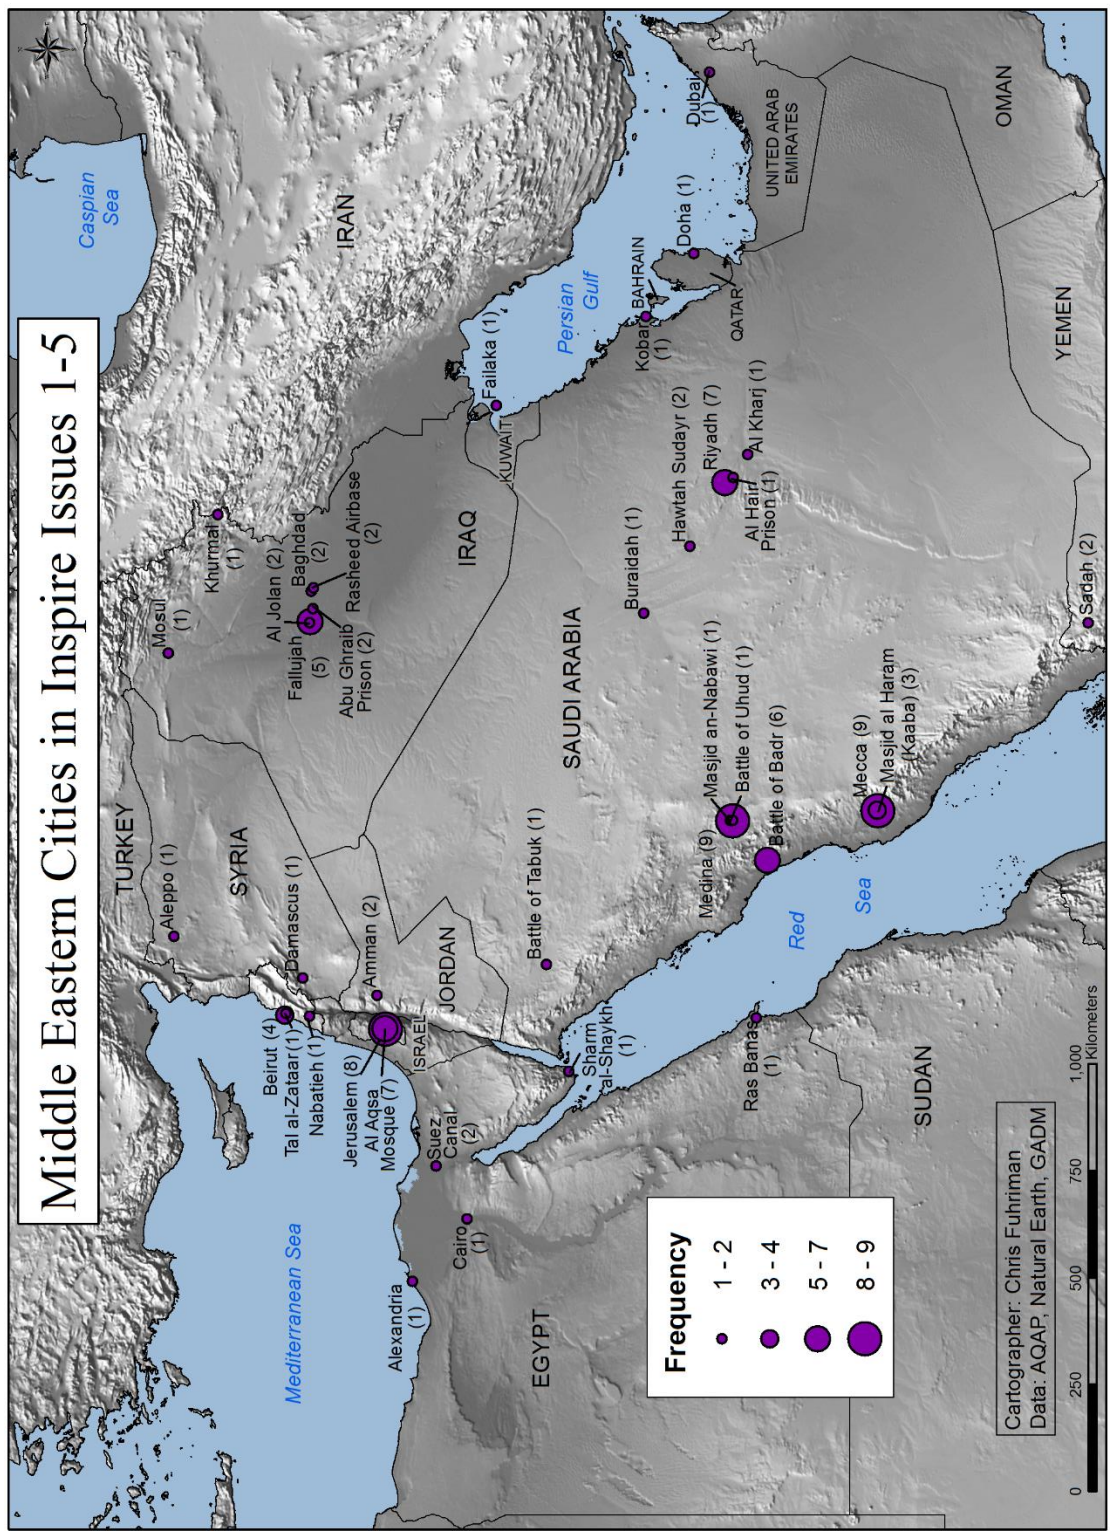 Middle Eastern Cities in Inspire Issues 1-5
Caspian
Sea
TURKEY
Mosul
(1)
Aleppo (1)
Khurmal
(1)
SYRIA
Al Jolan (2)
Baghdad
(2)
Fallujah
(5)
Rasheed Airbase
(2)
Abu Ghraib
Prison (2)
IRAN
Damascus (1)
Beirut (4)
Tal al-Zataar (1)
Nabatieh (1)
Mediterranean Sea
Amman (2)
Jerusalem (8)
Al Aqsa
Mosque (7)
ISRAEL
JORDAN
IRAQ
Failaka (1)
KUWAIT
Alexandria
(1)
Suez
Canal
(2)
Cairo
(1)
EGYPT
Battle of Tabuk (1)
SAUDI ARABIA
Persian
Gulf
Sharm
al-Shaykh
(1)
Buraidah (1)
Kobar
(1)
BAHRAIN
Doha (1)
QATAR
Dubai
(1)
UNITED ARAB
EMIRATES
Hawtah Sudayr (2)
Riyadh (7)
Al Hair
Prison (1)
Al Kharj (1)
Masjid an-Nabawi (1)
Battle of Uhud (1)
Medina (9)
Battle of Badr (6)
Ras Banas
(1)
Red
Sea
Mecca (9)
Masjid al Haram
(Kaaba) (3)
SUDAN
OMAN
YEMEN
Sadah (2)
Frequency
1 - 2
3 - 4
5 - 7
8 - 9
Cartographer: Chris Fuhriman
Data: AQAP, Natural Earth, GADM
0 250 500 750 1,000
Kilometers